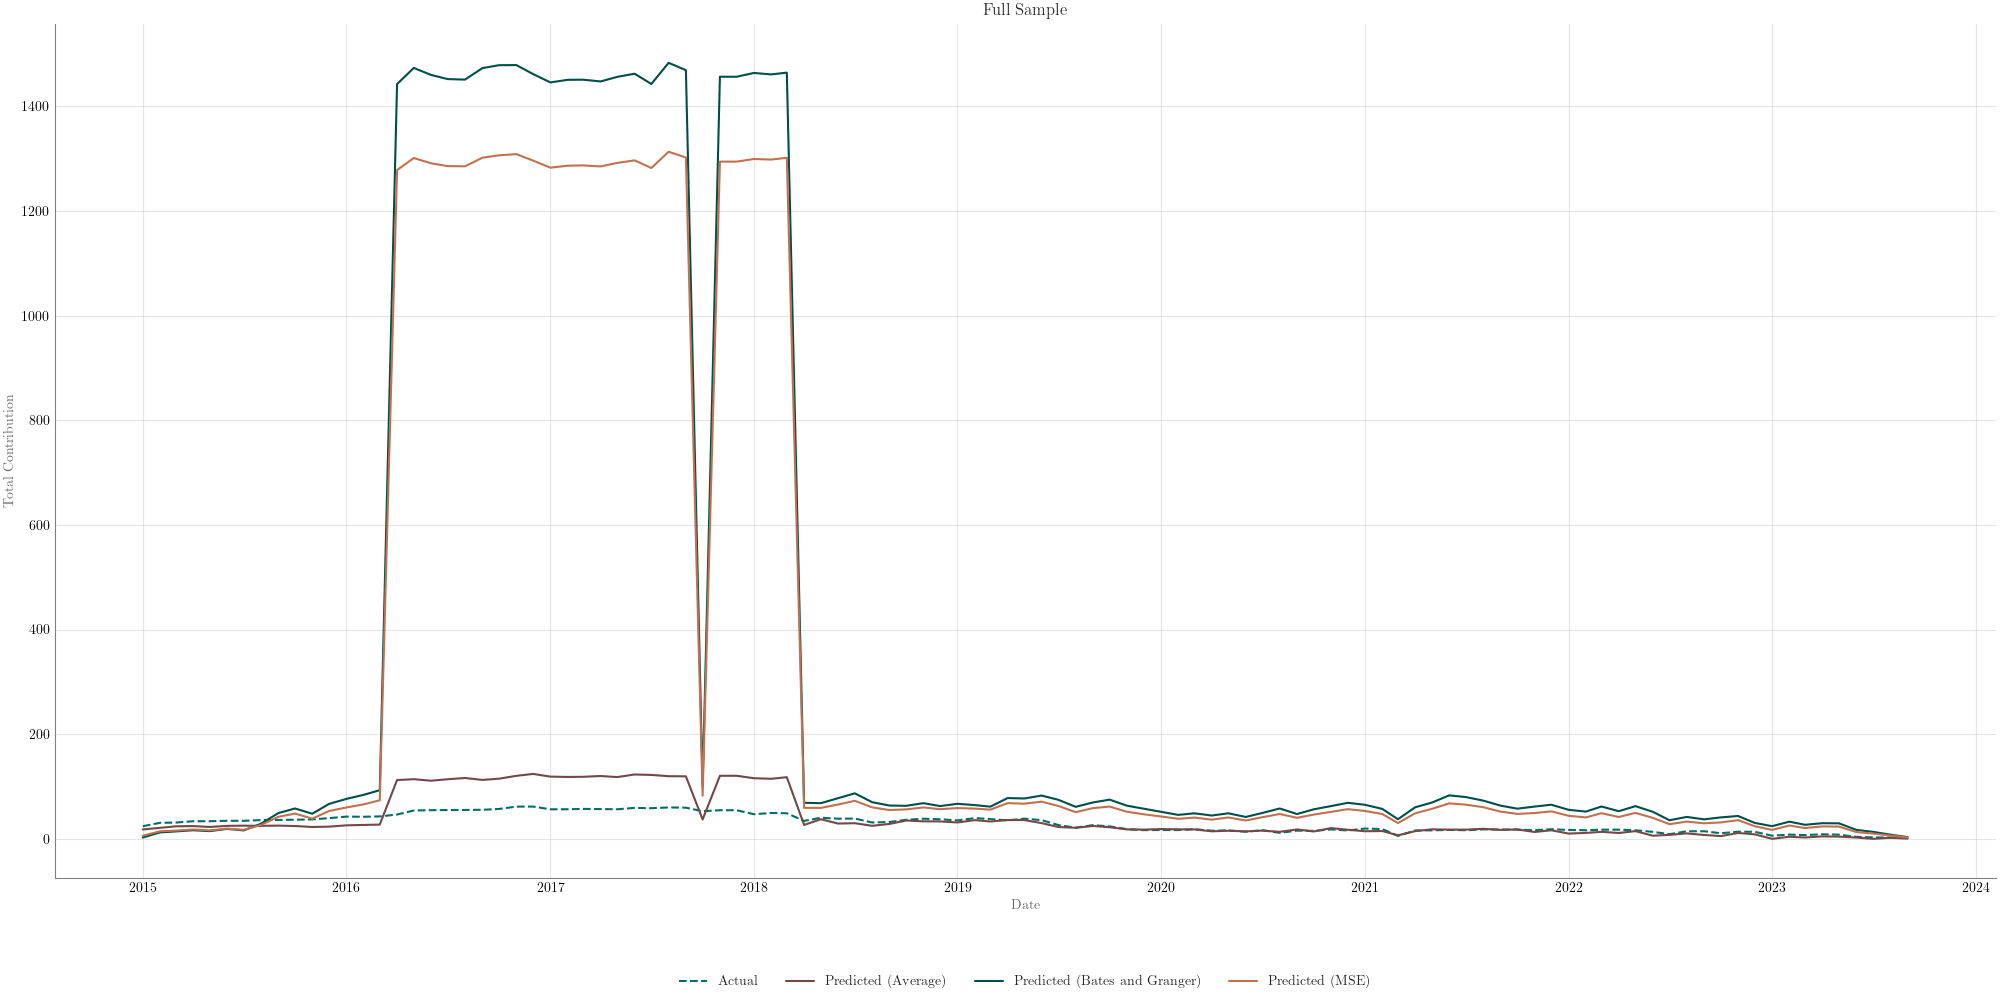 Full Sample
Total Contribution
1400
1200
1000
800
600
400
200
0
2015 2016 2017 2018 2019 2020 2021 2022 2023 2024
Date
Actual Predicted (Average) Predicted (Bates and Granger) Predicted (MSE)